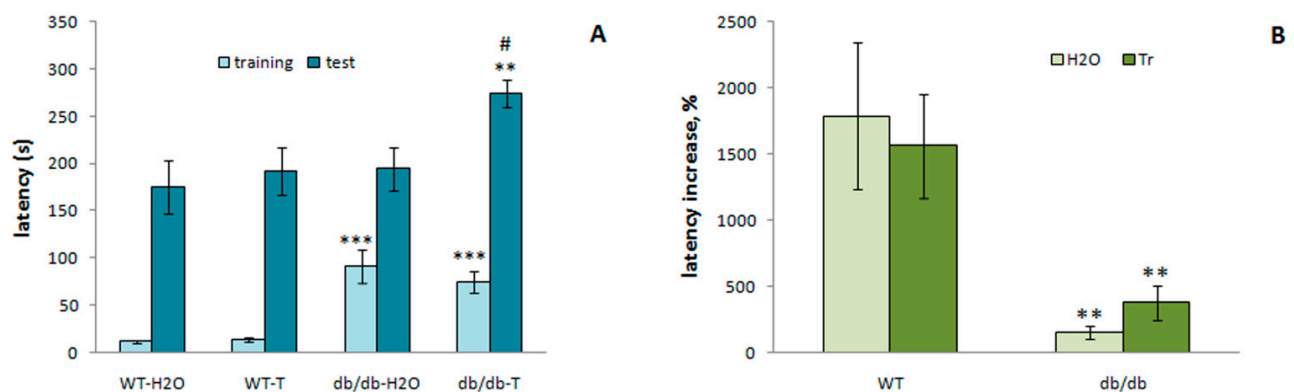 A
training test
latency (s)
350
300
250
200
150
100
50
0
#
**
***
***
WT-H2O WT-T db/db-H2O db/db-T
B
H2O Tr
latency increase, %
2500
2000
1500
1000
500
0
**
**
WT db/db